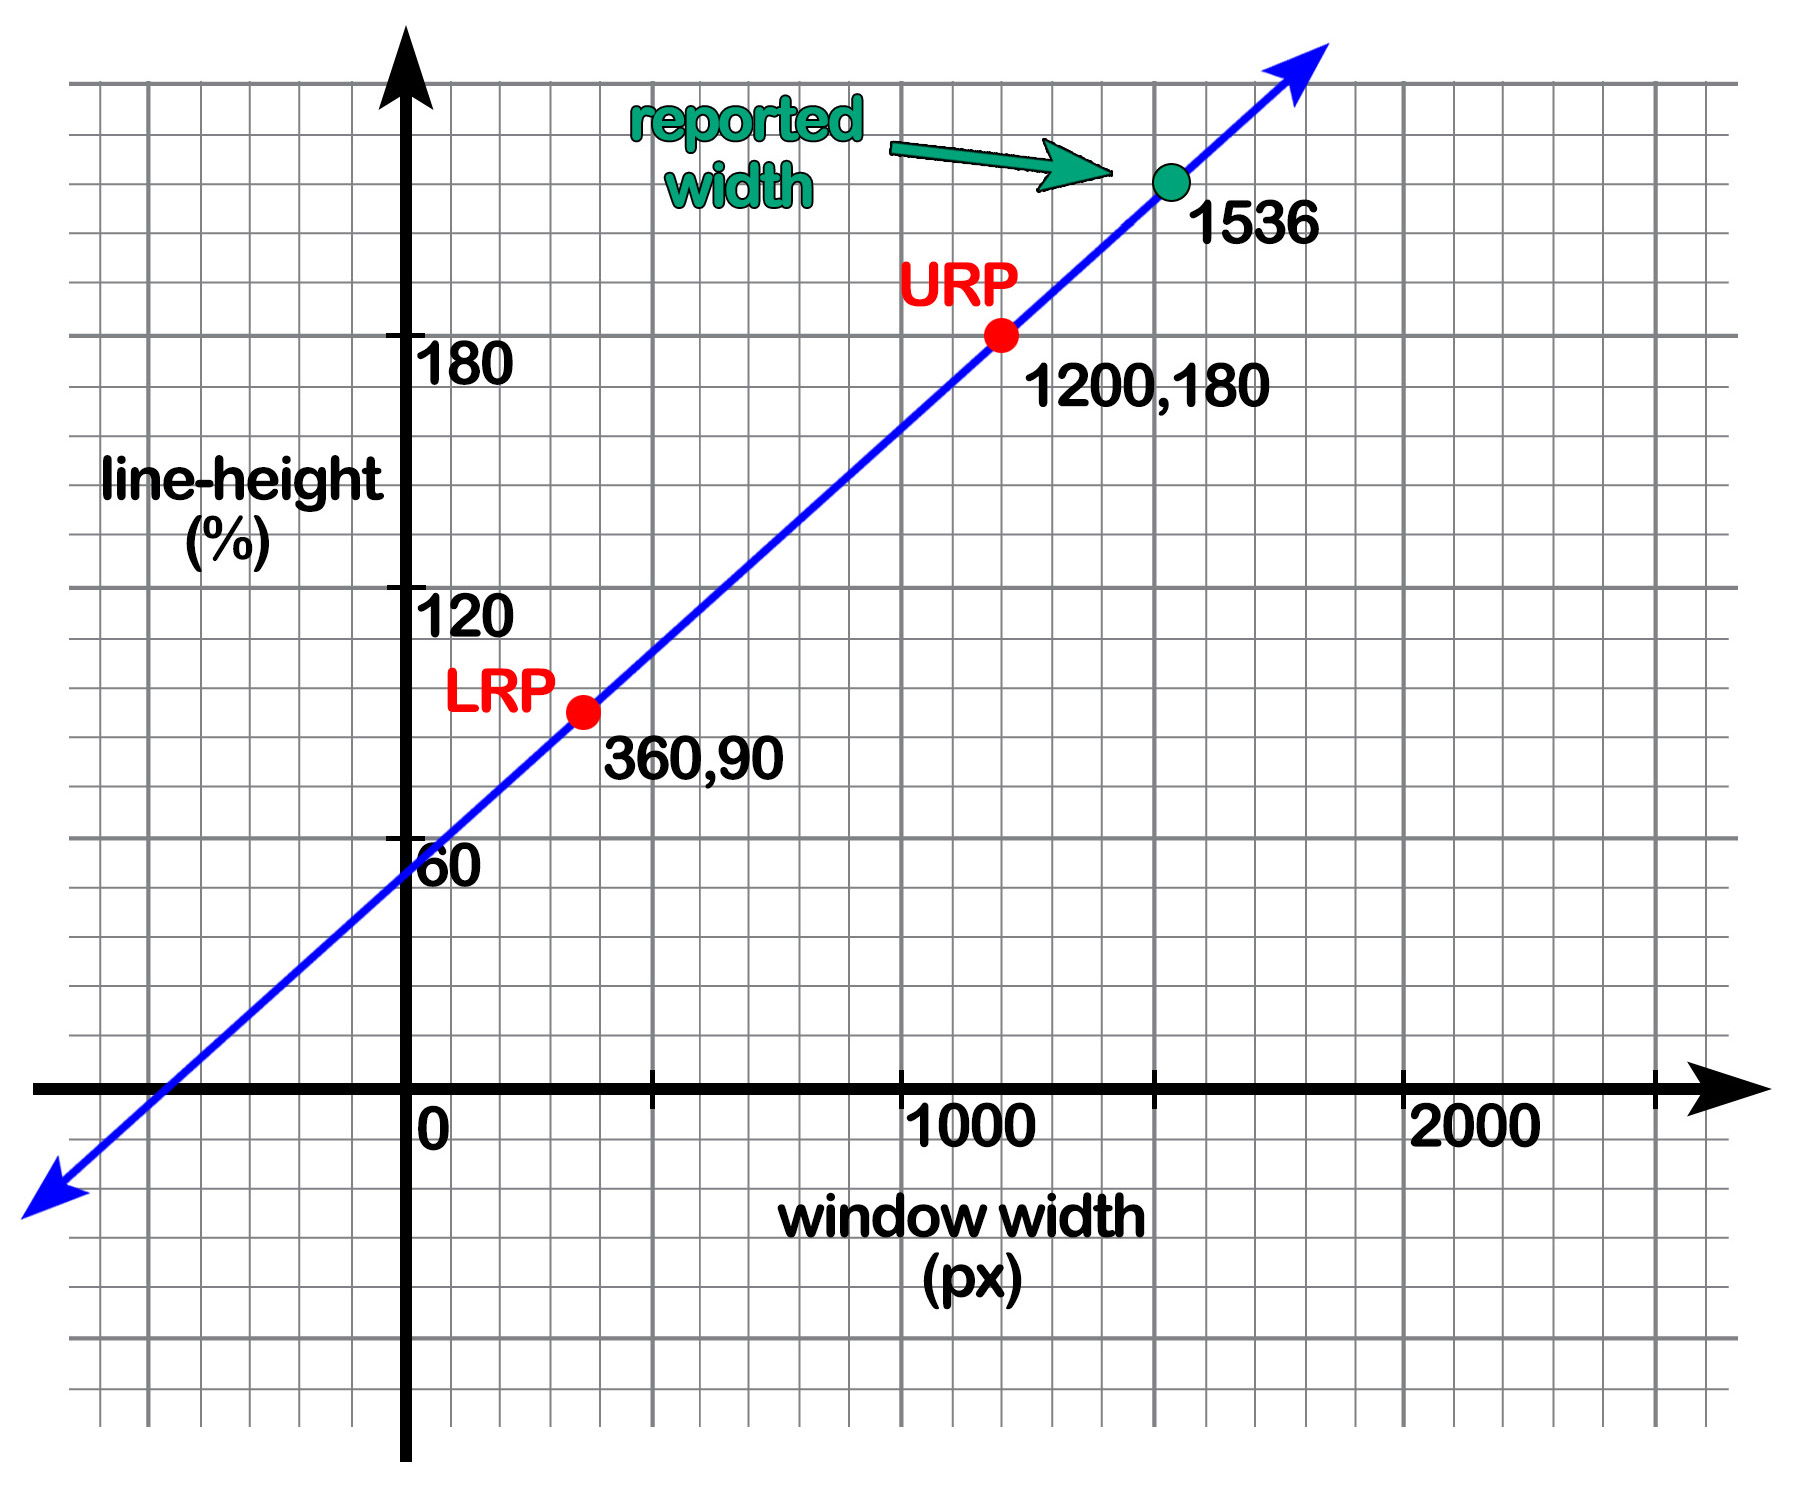 reported
width
1536
URP
180
1200,180
line-height
(%)
120
LRP
360,90
60
0
1000
2000
window width
(px)